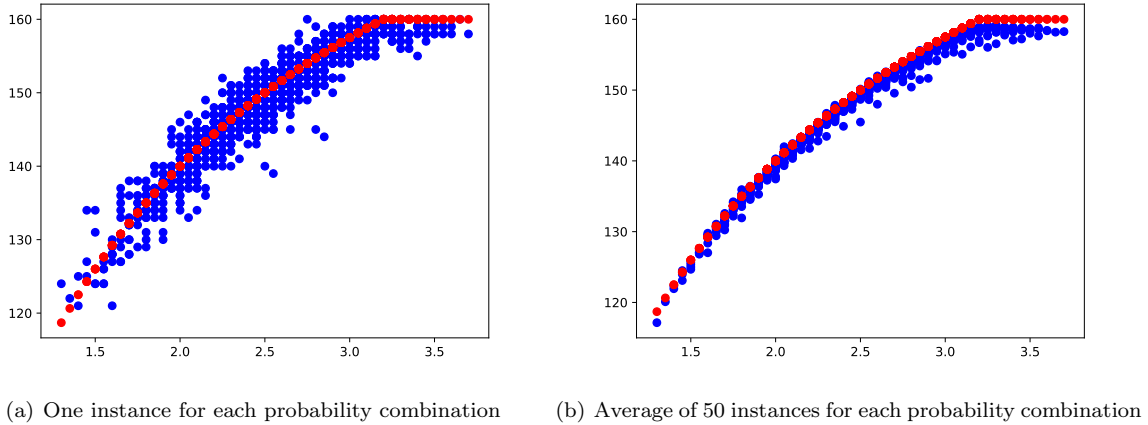 160
150
140
130
120
1.5 2.0 2.5 3.0 3.5
160
150
140
130
120
1.5 2.0 2.5 3.0 3.5
(a) One instance for each probability combination
(b) Average of 50 instances for each probability combination